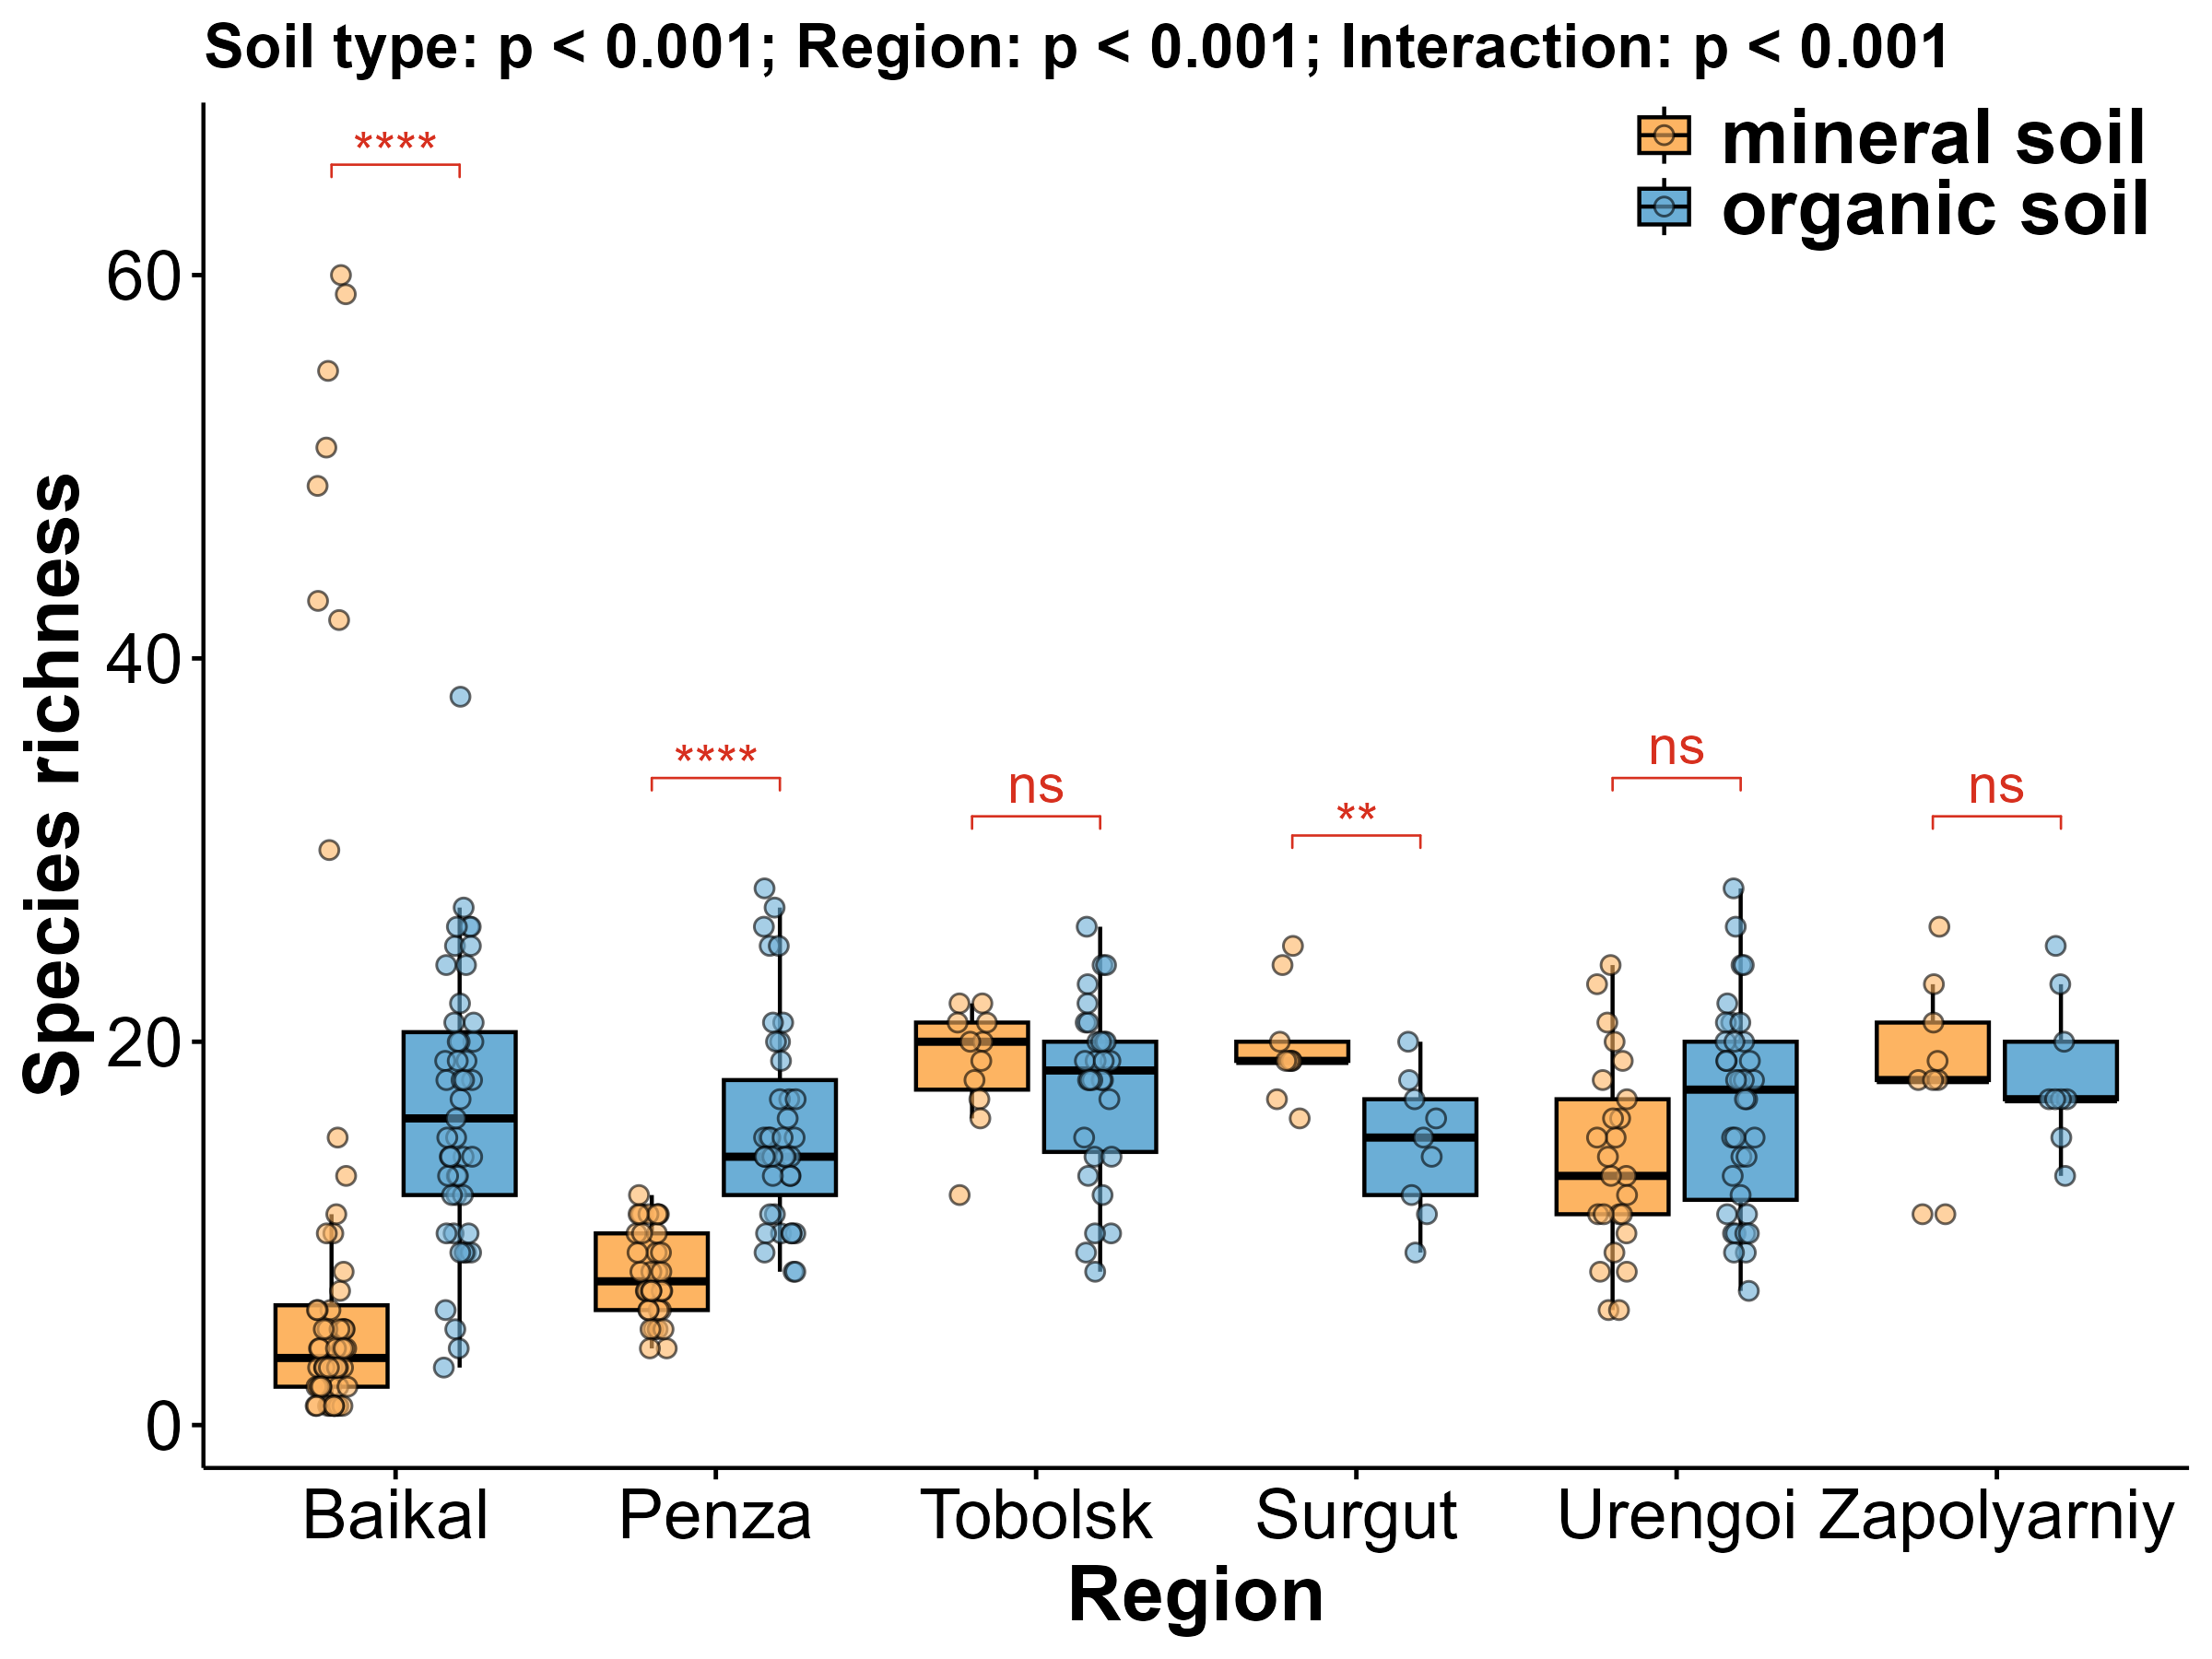 Soil type: p < 0.001; Region: p < 0.001; Interaction: p < 0.001
mineral soil
organic soil
Species richness
60
40
20
0
****
****
ns
**
ns
ns
Baikal
Penza
Tobolsk
Surgut
Urengoi
Zapolyarniy
Region